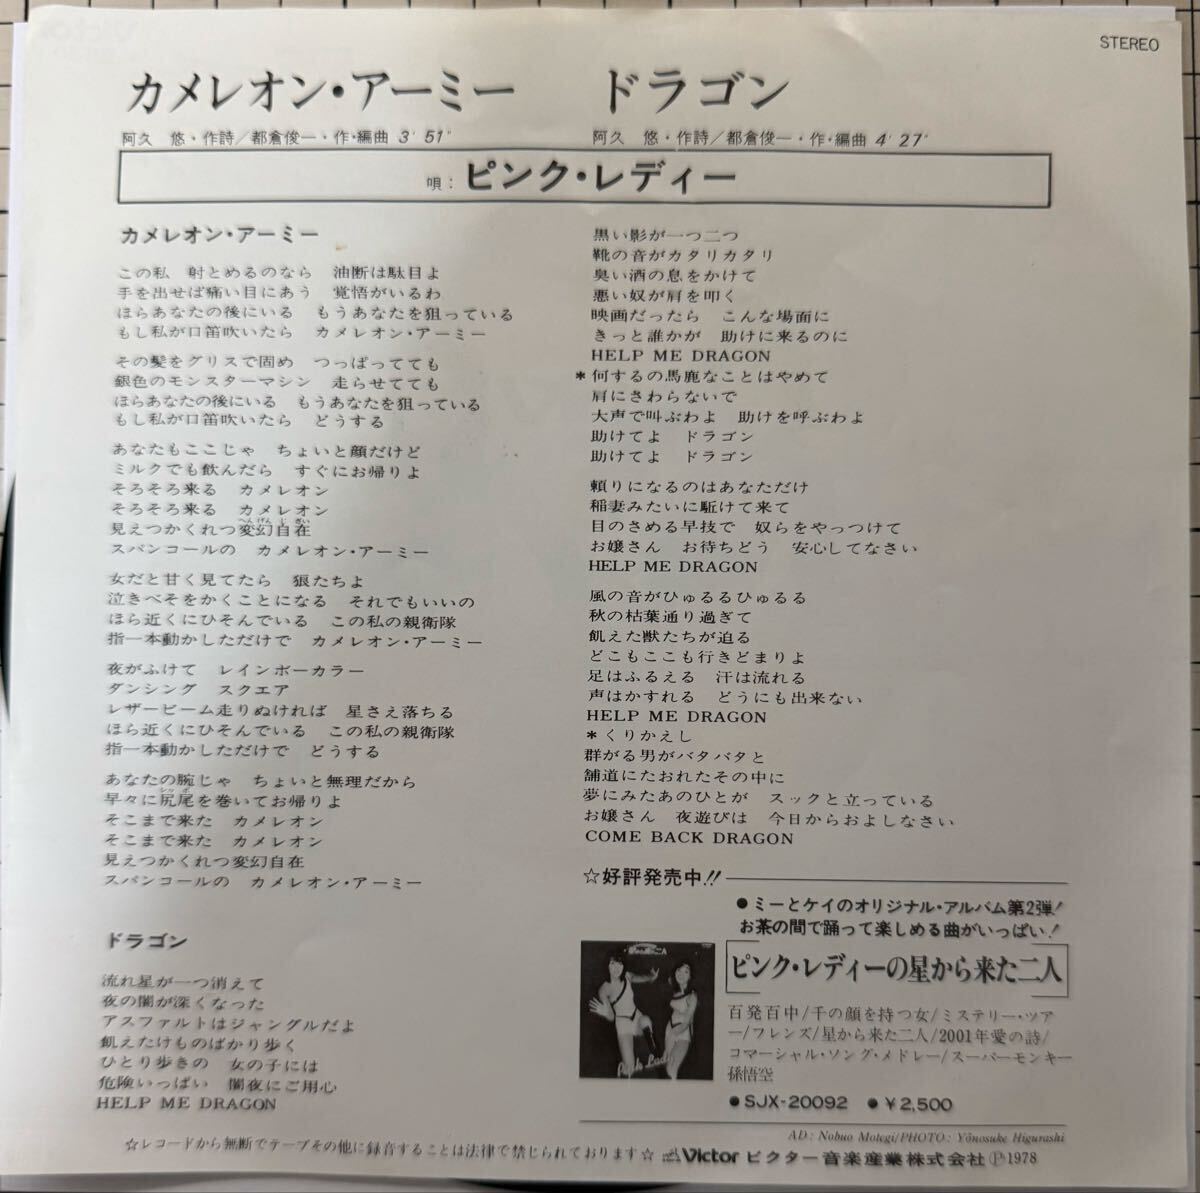 STEREO
カメレオン・アーミー
阿久 悠・作詩/都倉俊一・作・編曲 3'51"
ドラゴン
阿久 悠・作詩/都倉俊一・作・編曲 4'27"
唄：ピンク・レディー
カメレオン・アーミー
この私 射とめるのなら 油断は駄目よ
手を出せば痛い目にあう 覚悟がいるわ
ほらあなたの後にいる もうあなたを狙っている
もし私が口笛吹いたら カメレオン・アーミー
その髪をグリスで固め つっぱってても
銀色のモンスターマシン 走らせてても
ほらあなたの後にいる もうあなたを狙っている
もし私が口笛吹いたら どうする
あなたもここじゃ ちょいと顔だけど
ミルクでも飲んだら すぐにお帰りよ
そろそろ来る カメレオン
そろそろ来る カメレオン
見えつかくれつ変幻自在
スパンコールの カメレオン・アーミー
女だと甘く見てたら 狼たちよ
泣きべそをかくことになる それでもいいの
ほら近くにひそんでいる この私の親衛隊
指一本動かしただけで カメレオン・アーミー
夜がふけて レインボーカラー
ダンシング スクエア
レザービーム走りぬければ 星さえ落ちる
ほら近くにひそんでいる この私の親衛隊
指一本動かしただけで どうする
あなたの腕じゃ ちょいと無理だから
早々に尻尾を巻いてお帰りよ
そこまで来た カメレオン
そこまで来た カメレオン
見えつかくれつ変幻自在
スパンコールの カメレオン・アーミー
ドラゴン
流れ星が一つ消えて
夜の闇が深くなった
アスファルトはジャングルだよ
飢えたけものばかり歩く
ひとり歩きの 女の子には
危険いっぱい 闇夜にご用心
HELP ME DRAGON
黒い影が一つ二つ
靴の音がカタリカタリ
臭い酒の息をかけて
悪い奴が肩を叩く
映画だったら こんな場面に
きっと誰かが 助けに来るのに
HELP ME DRAGON
*何するの馬鹿なことはやめて
肩にさわらないで
大声で叫ぶわよ 助けを呼ぶわよ
助けてよ ドラゴン
助けてよ ドラゴン
頼りになるのはあなただけ
稲妻みたいに駈けて来て
目のさめる早技で 奴らをやっつけて
お嬢さん お待ちどう 安心してなさい
HELP ME DRAGON
風の音がひゅるるひゅるる
秋の枯葉通り過ぎて
飢えた獣たちが迫る
どこもここも行きどまりよ
足はふるえる 汗は流れる
声はかすれる どうにも出来ない
HELP ME DRAGON
*くりかえし
群がる男がバタバタと
舗道にたおれたその中に
夢にみたあのひとが スックと立っている
お嬢さん 夜遊びは 今日からおよしなさい
COME BACK DRAGON
☆好評発売中!!
●ミーとケイのオリジナル・アルバム第2弾!
お茶の間で踊って楽しめる曲がいっぱい!
ピンク・レディーの星から来た二人
百発百中/千の顔を持つ女/ミステリー・ツア
ー/フレンズ/星から来た二人/2001年愛の詩/
コマーシャル・ソング・メドレー/スーパーモンキー
孫悟空
●SJX-20092 ●￥2,500
Pink Lady
AD: Nobuo Motegi/PHOTO: Yônosuke Higurashi
☆レコードから無断でテープその他に録音することは法律で禁じられております☆
Victor ビクター音楽産業株式会社 Ⓟ1978